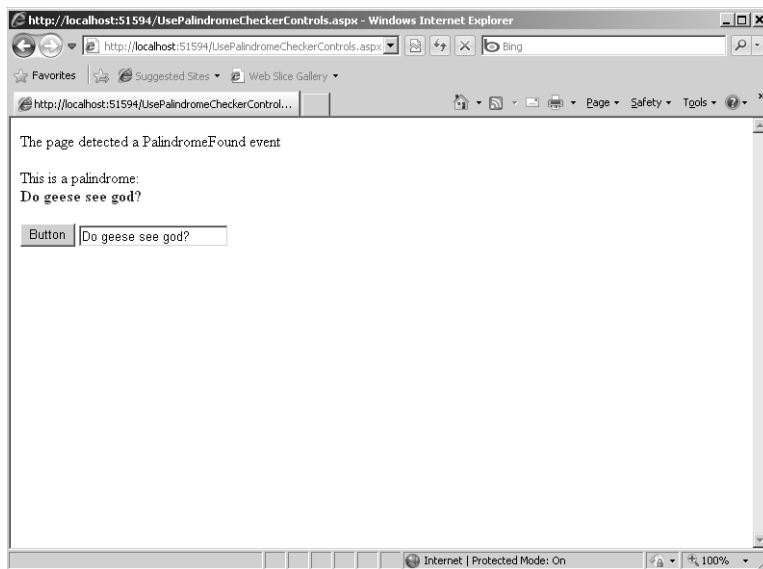 http://localhost:51594/UsePalindromeCheckerControls.aspx - Windows Internet Explorer
http://localhost:51594/UsePalindromeCheckerControls.aspx
Bing
Favorites Suggested Sites Web Slice Gallery
http://localhost:51594/UsePalindromeCheckerControl...
Page Safety Tools
The page detected a PalindromeFound event
This is a palindrome:
Do geese see god?
Button Do geese see god?
Internet | Protected Mode: On 100%